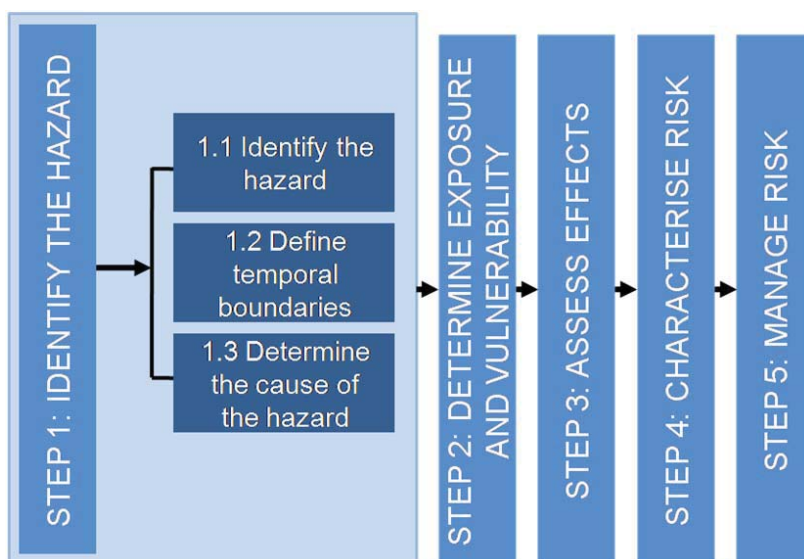 STEP 1: IDENTIFY THE HAZARD
1.1 Identify the
hazard
1.2 Define
temporal
boundaries
1.3 Determine
the cause of
the hazard
STEP 2: DETERMINE EXPOSURE
AND VULNERABILITY
STEP 3: ASSESS EFFECTS
STEP 4: CHARACTERISE RISK
STEP 5: MANAGE RISK